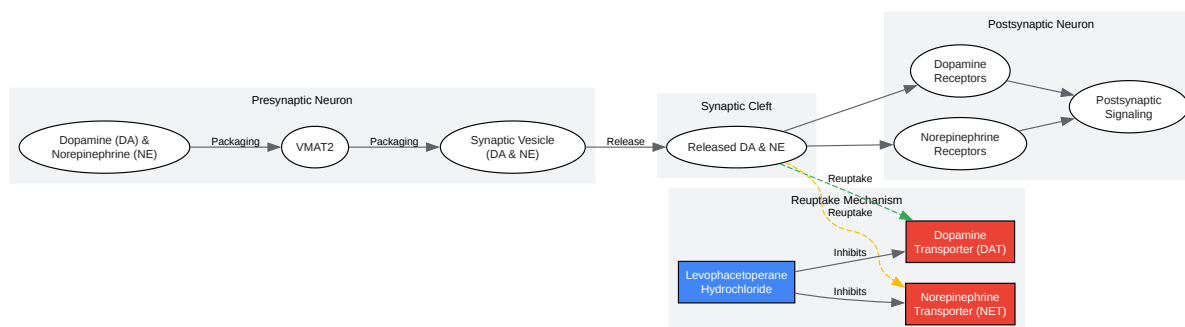 Presynaptic Neuron
Dopamine (DA) &
Norepinephrine (NE)
Packaging
VMAT2
Packaging
Synaptic Vesicle
(DA & NE)
Release
Synaptic Cleft
Released DA & NE
Postsynaptic Neuron
Dopamine
Receptors
Norepinephrine
Receptors
Postsynaptic
Signaling
Reuptake
Reuptake Mechanism
Reuptake
Levophacetoperane
Hydrochloride
Inhibits
Inhibits
Dopamine
Transporter (DAT)
Norepinephrine
Transporter (NET)